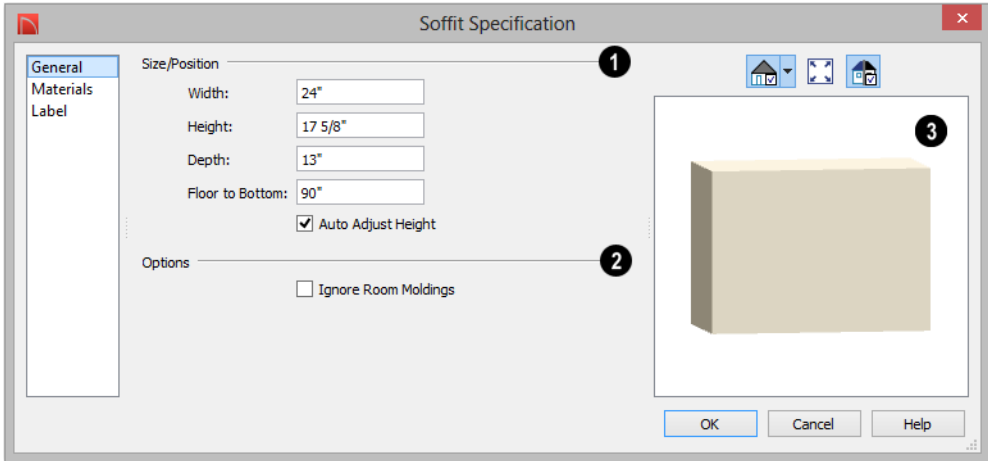 Soffit Specification
General
Materials
Label
Size/Position
1
Width: 24"
Height: 17 5/8"
Depth: 13"
Floor to Bottom: 90"
Auto Adjust Height
Options
2
Ignore Room Moldings
3
OK Cancel Help